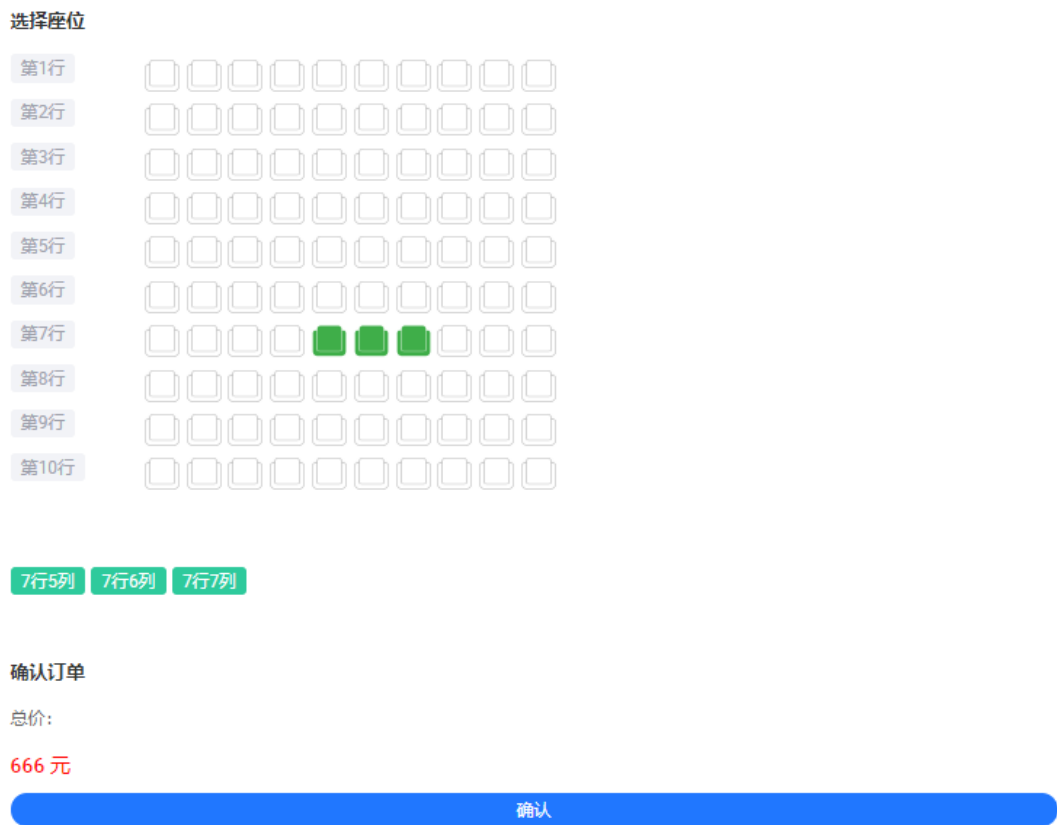 选择座位
第1行
第2行
第3行
第4行
第5行
第6行
第7行
第8行
第9行
第10行
7行5列 7行6列 7行7列
确认订单
总价:
666 元
确认